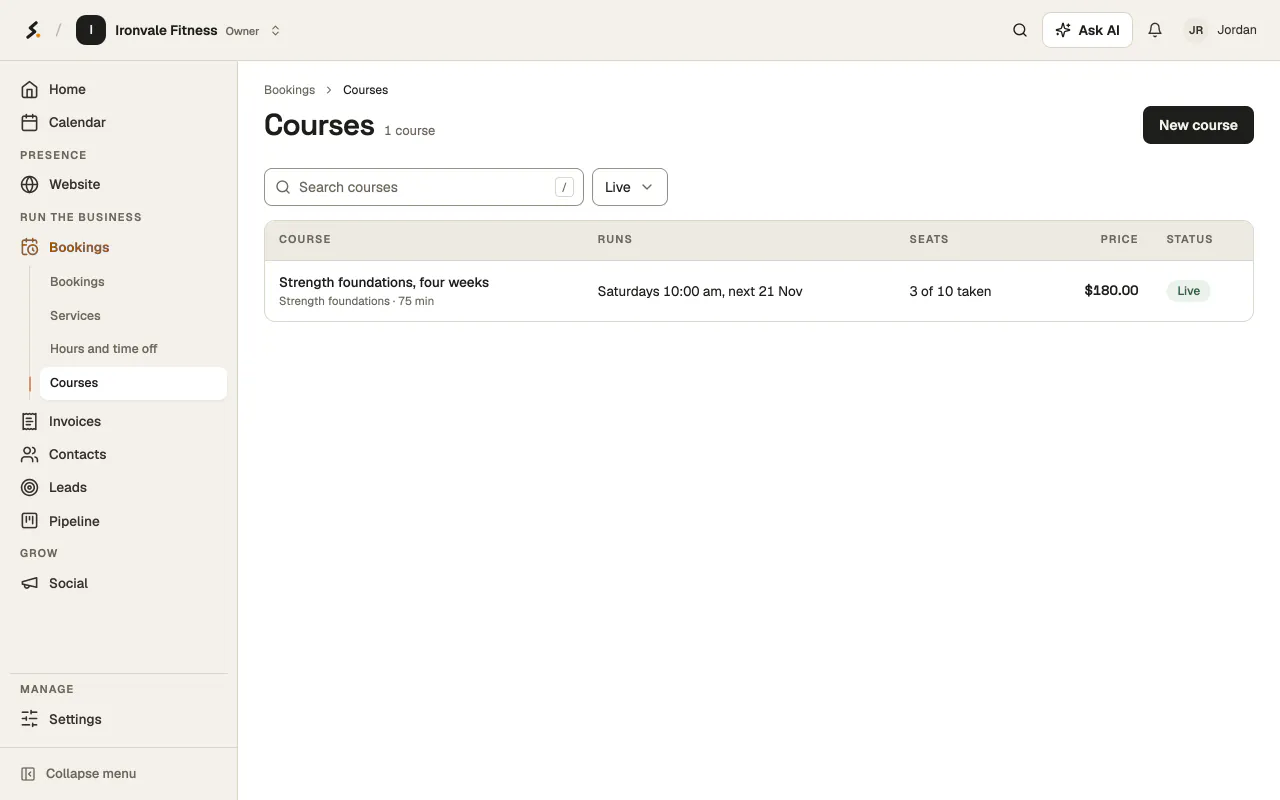 / I Ironvale Fitness Owner Ask AI JR Jordan
Home
Calendar
PRESENCE
Website
RUN THE BUSINESS
Bookings
Bookings
Services
Hours and time off
Courses
Invoices
Contacts
Leads
Pipeline
GROW
Social
MANAGE
Settings
Collapse menu
Bookings > Courses
Courses 1 course New course
Search courses / Live
COURSE RUNS SEATS PRICE STATUS
Strength foundations, four weeks
Strength foundations · 75 min
Saturdays 10:00 am, next 21 Nov 3 of 10 taken $180.00 Live